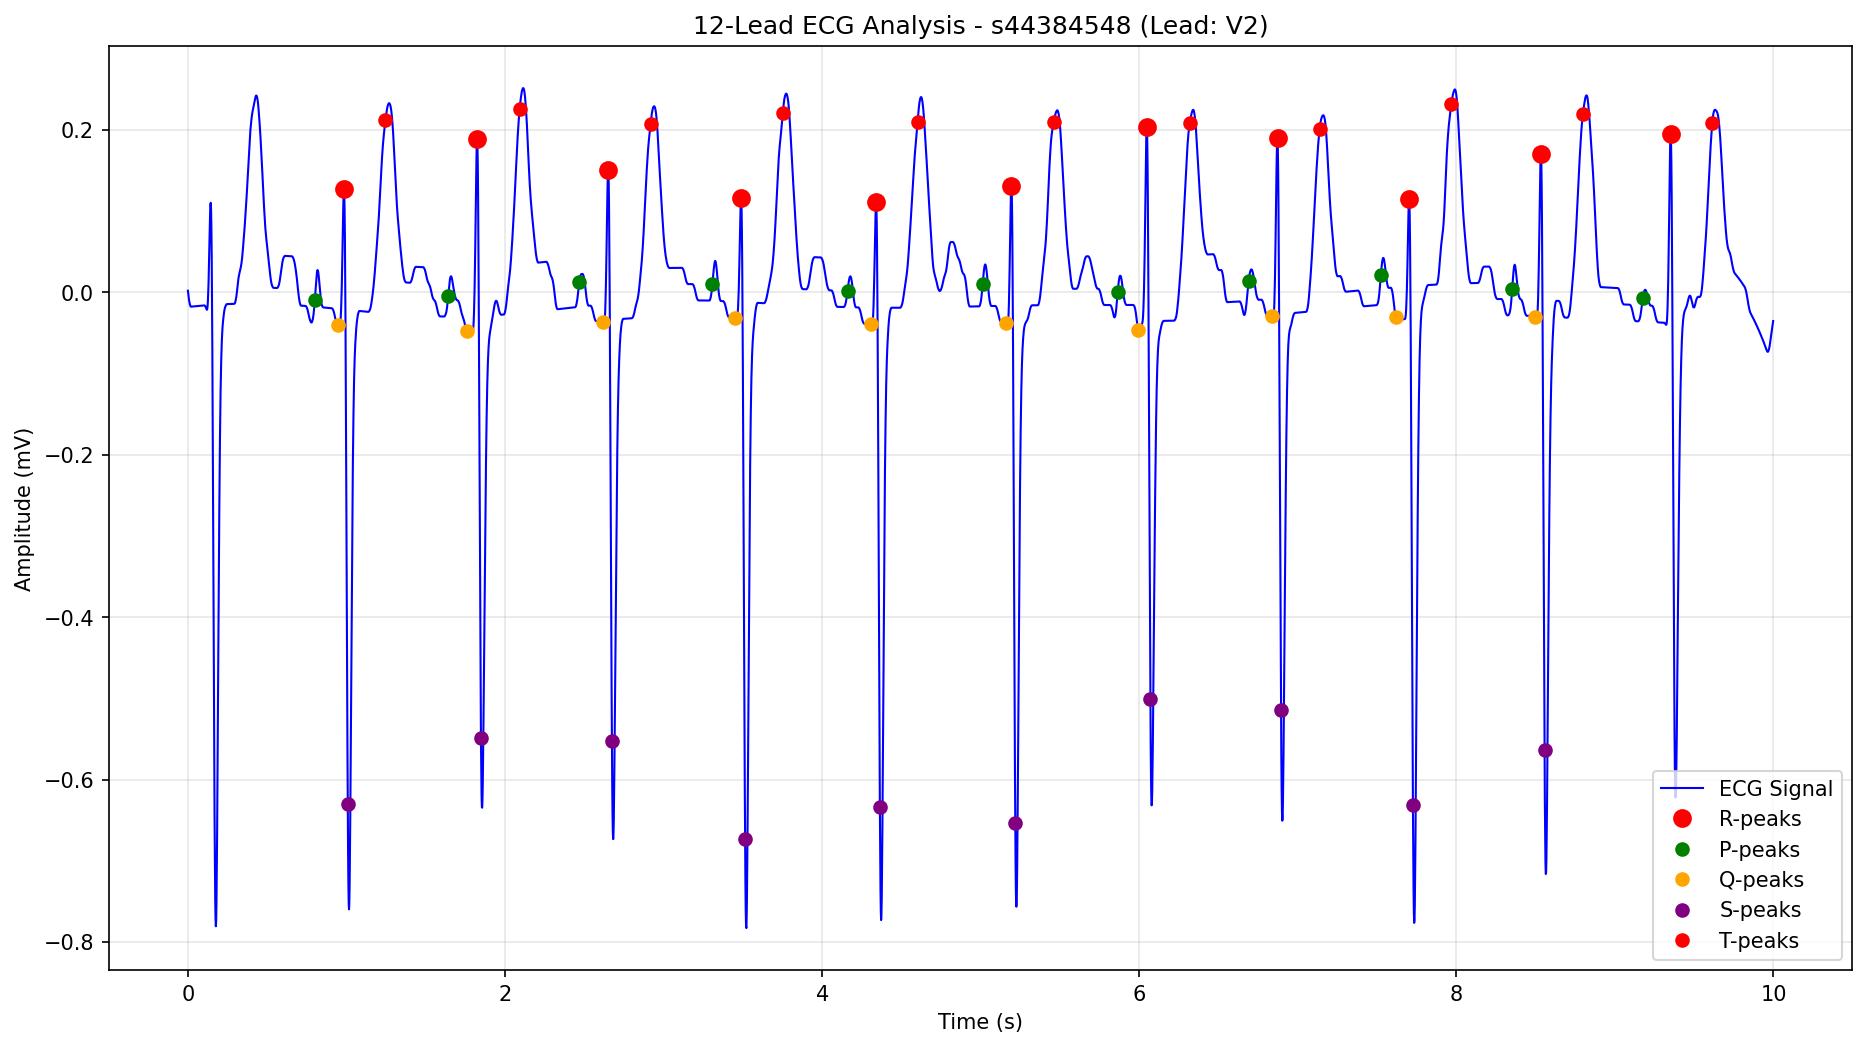 12-Lead ECG Analysis - s44384548 (Lead: V2)
Amplitude (mV)
0.2
0.0
−0.2
−0.4
−0.6
−0.8
0 2 4 6 8 10
Time (s)
ECG Signal
R-peaks
P-peaks
Q-peaks
S-peaks
T-peaks